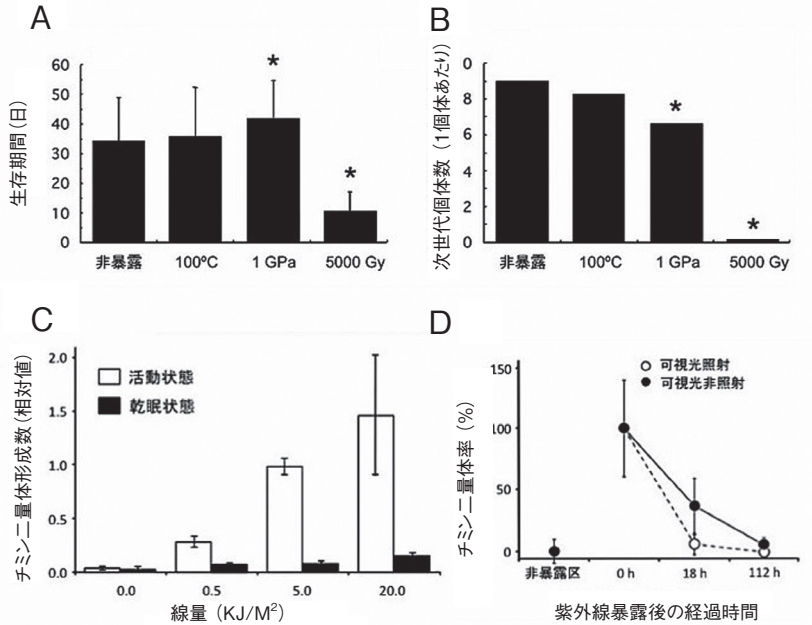 A
生存期間（日）
60
50
40
30
20
10
0
*
*
非暴露 100ºC 1 GPa 5000 Gy
B
次世代個体数（1個体あたり）
0
8
6
4
2
0
*
*
非暴露 100ºC 1 GPa 5000 Gy
C
チミン二量体形成数（相対値）
2.0
1.5
1.0
0.5
0.0
活動状態
乾眠状態
0.0 0.5 5.0 20.0
線量（KJ/M²）
D
チミン二量体率（%）
150
100
50
0
可視光照射
可視光非照射
非暴露区 0 h 18 h 112 h
紫外線暴露後の経過時間